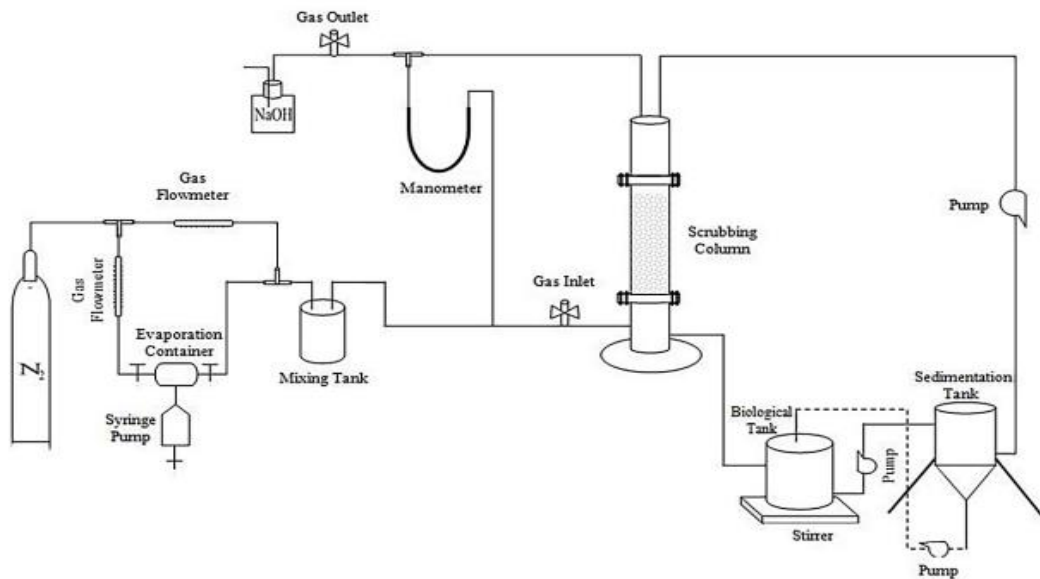 Gas Outlet
NaOH
Manometer
Gas
Flowmeter
Gas
Flowmeter
Scrubbing
Column
Pump
Gas Inlet
Evaporation
Container
Mixing Tank
N₂
Syringe
Pump
Sedimentation
Tank
Biological
Tank
Pump
Stirrer
Pump